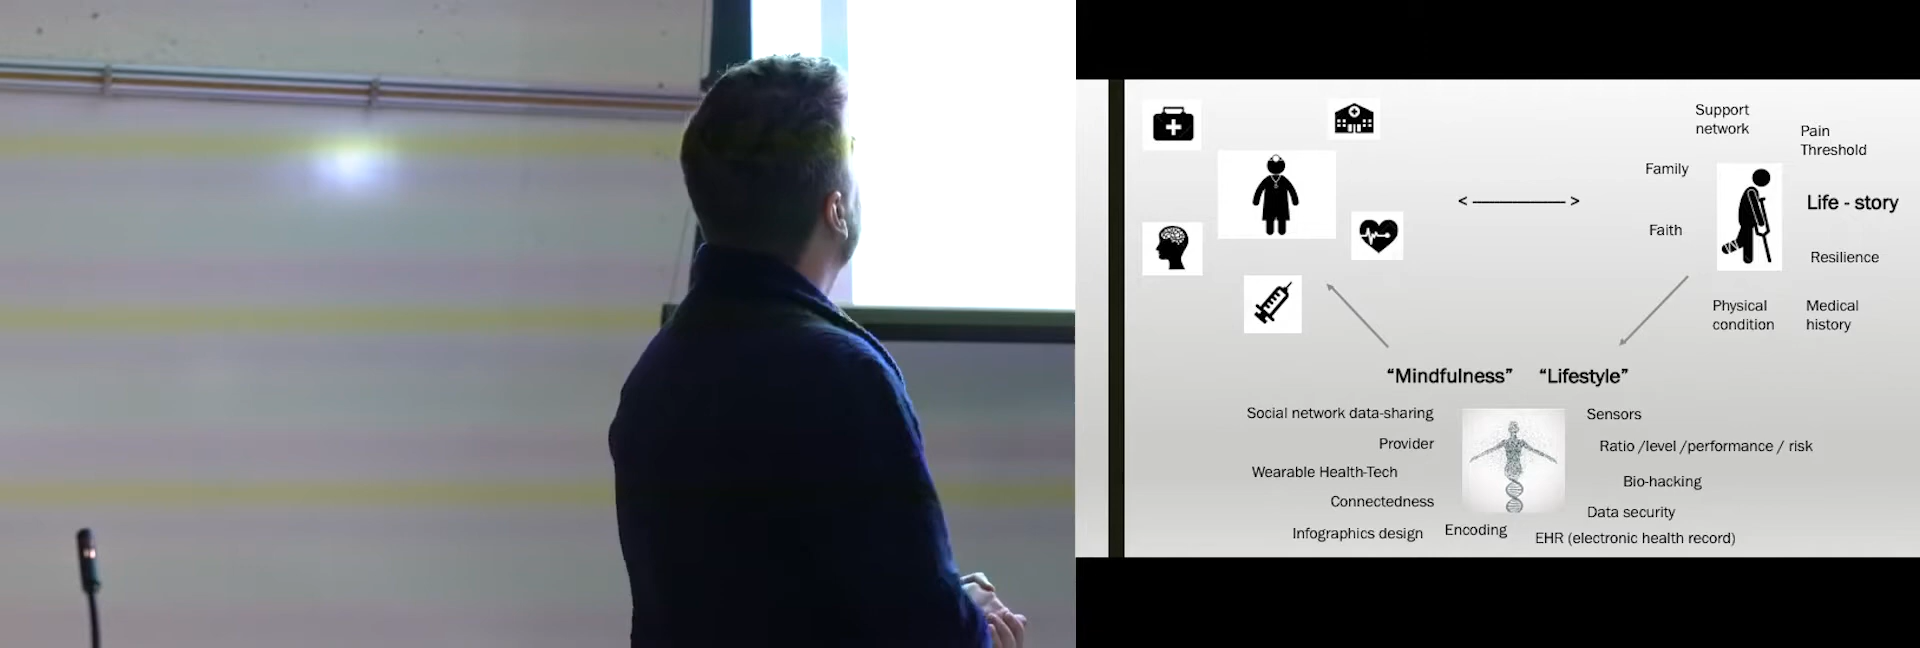 Support
network
Pain
Threshold
Family
< ———— >
Life - story
Faith
Resilience
Physical
condition
Medical
history
“Mindfulness” “Lifestyle”
Social network data-sharing
Sensors
Provider
Ratio /level /performance / risk
Wearable Health-Tech
Bio-hacking
Connectedness
Data security
Infographics design
Encoding
EHR (electronic health record)